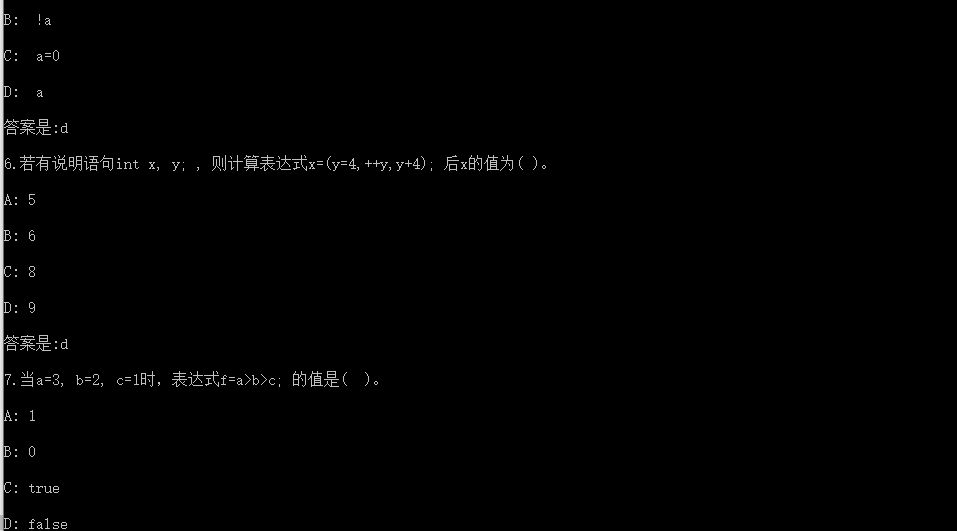 B:  !a
C:  a=0
D:  a
答案是:d
6.若有说明语句int x, y; , 则计算表达式x=(y=4,++y,y+4); 后x的值为( )。
A: 5
B: 6
C: 8
D: 9
答案是:d
7.当a=3, b=2, c=1时，表达式f=a>b>c; 的值是(  )。
A: 1
B: 0
C: true
D: false